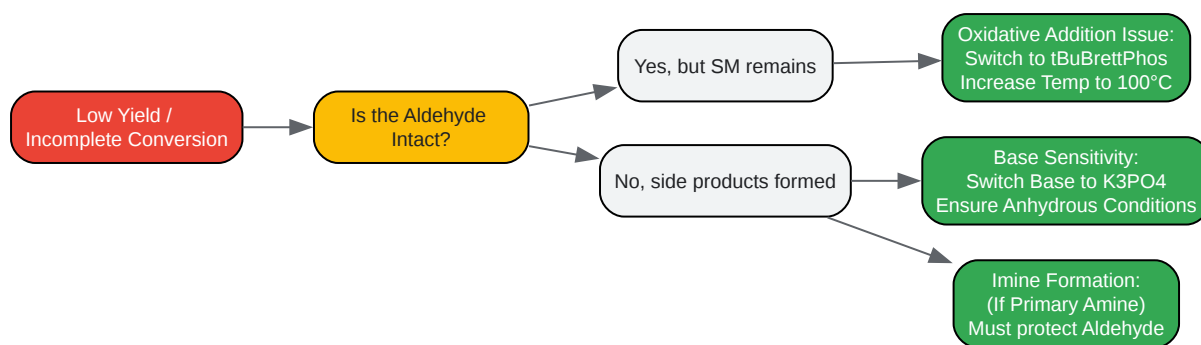 Low Yield /
Incomplete Conversion
Is the Aldehyde
Intact?
Yes, but SM remains
No, side products formed
Oxidative Addition Issue:
Switch to tBuBrettPhos
Increase Temp to 100°C
Base Sensitivity:
Switch Base to K3PO4
Ensure Anhydrous Conditions
Imine Formation:
(If Primary Amine)
Must protect Aldehyde